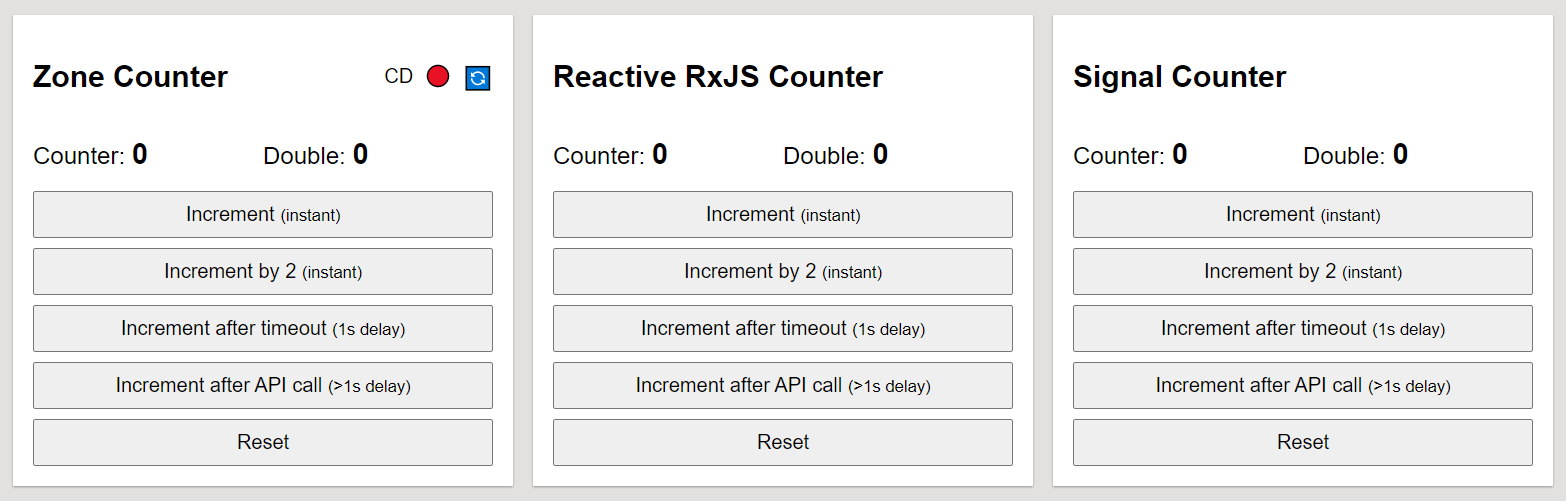 Zone Counter CD
Counter: 0 Double: 0
Increment (instant)
Increment by 2 (instant)
Increment after timeout (1s delay)
Increment after API call (>1s delay)
Reset
Reactive RxJS Counter
Counter: 0 Double: 0
Increment (instant)
Increment by 2 (instant)
Increment after timeout (1s delay)
Increment after API call (>1s delay)
Reset
Signal Counter
Counter: 0 Double: 0
Increment (instant)
Increment by 2 (instant)
Increment after timeout (1s delay)
Increment after API call (>1s delay)
Reset